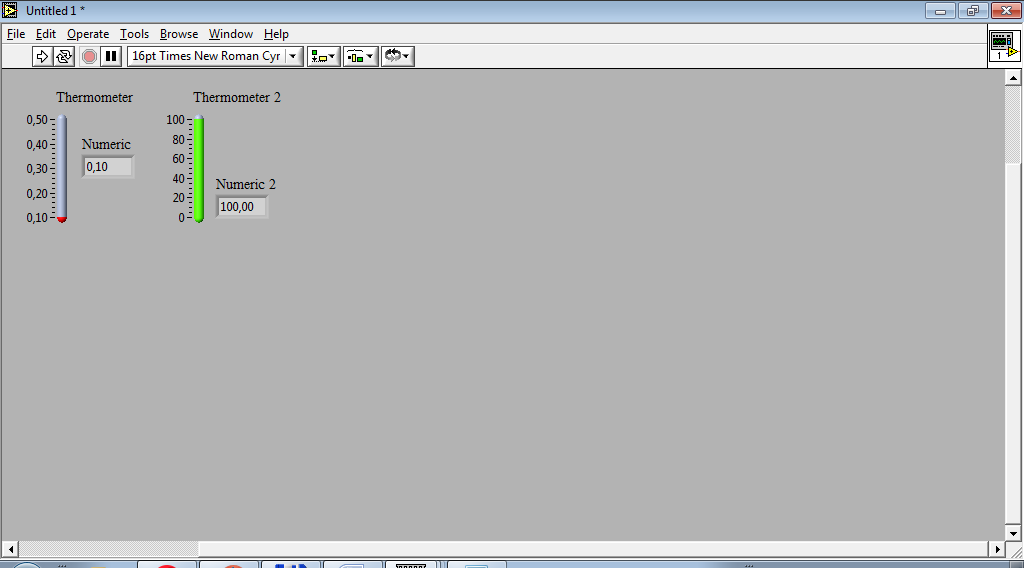 Untitled 1 *
File Edit Operate Tools Browse Window Help
16pt Times New Roman Cyr
1
Thermometer
0,50
0,40
0,30
0,20
0,10
Numeric
0,10
Thermometer 2
100
80
60
40
20
0
Numeric 2
100,00